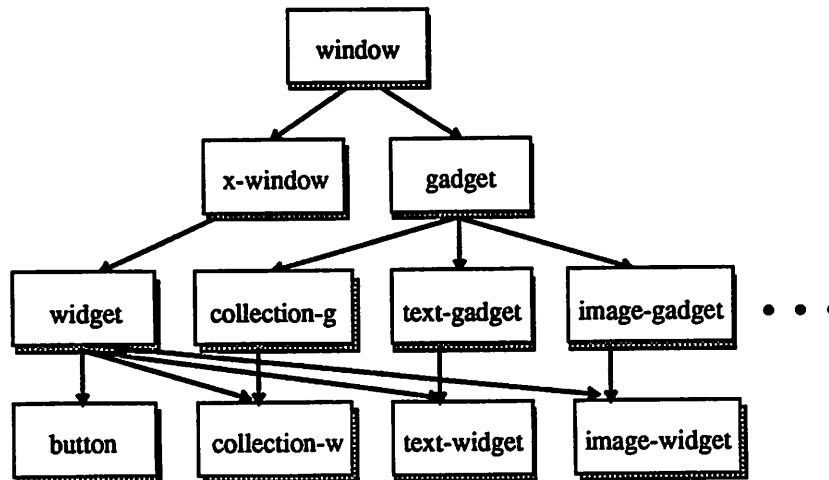 window
x-window
gadget
widget
collection-g
text-gadget
image-gadget
• • •
button
collection-w
text-widget
image-widget